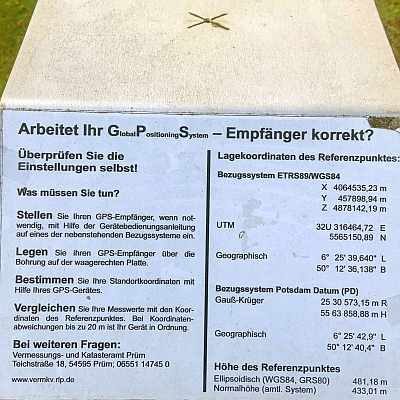 Arbeitet Ihr GlobalPositioningSystem – Empfänger korrekt?
Überprüfen Sie die
Einstellungen selbst!
Was müssen Sie tun?
Stellen Sie Ihren GPS-Empfänger, wenn not-
wendig, mit Hilfe der Gerätebedienungsanleitung
auf eines der nebenstehenden Bezugssysteme ein.
Legen Sie Ihren GPS-Empfänger über die
Bohrung auf der waagerechten Platte.
Bestimmen Sie Ihre Standortkoordinaten mit
Hilfe Ihres GPS-Gerätes.
Vergleichen Sie Ihre Messwerte mit den Koor-
dinaten des Referenzpunktes. Bei Koordinaten-
abweichungen bis zu 20 m ist Ihr Gerät in Ordnung.
Bei weiteren Fragen:
Vermessungs- und Katasteramt Prüm
Teichstraße 18, 54595 Prüm; 06551 14745 0
www.vermkv.rlp.de
Lagekoordinaten des Referenzpunktes:
Bezugssystem ETRS89/WGS84
X 4064535,23 m
Y 457898,94 m
Z 4878142,19 m
UTM 32U 316464,72 E
5565150,89 N
Geographisch 6° 25' 39,640" L
50° 12' 36,138" B
Bezugssystem Potsdam Datum (PD)
Gauß-Krüger 25 30 573,15 m R
55 63 858,88 m H
Geographisch 6° 25' 42,9" L
50° 12' 40,4" B
Höhe des Referenzpunktes
Ellipsoidisch (WGS84, GRS80) 481,18 m
Normalhöhe (amtl. System) 433,01 m